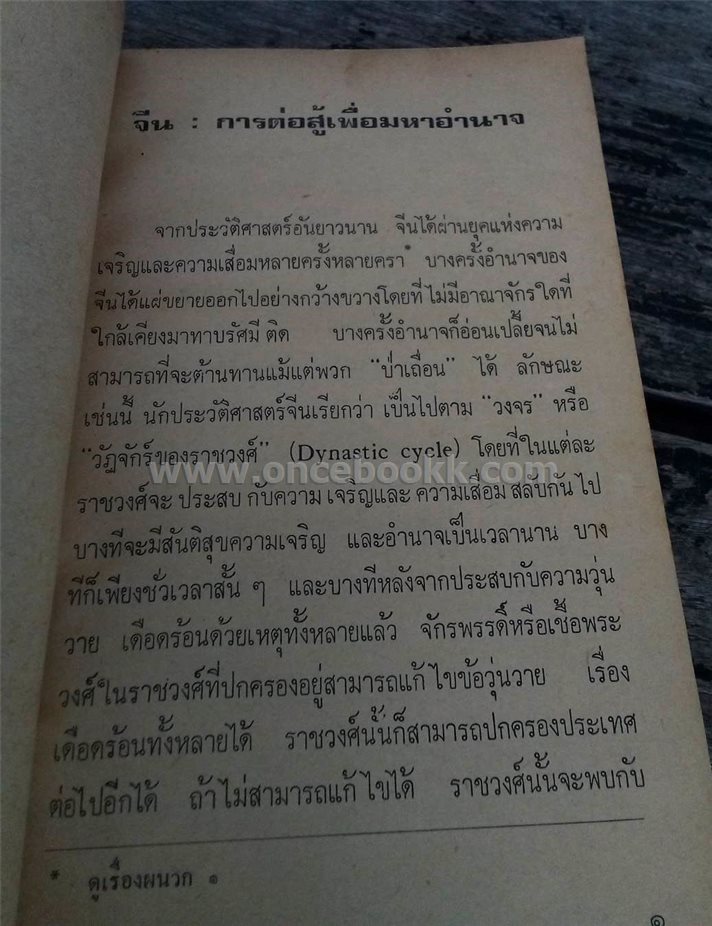 จีน : การต่อสู้เพื่อมหาอำนาจ
จากประวัติศาสตร์อันยาวนาน จีนได้ผ่านยุคแห่งความ
เจริญและความเสื่อมหลายครั้งหลายครา* บางครั้งอำนาจของ
จีนได้แผ่ขยายออกไปอย่างกว้างขวางโดยที่ไม่มีอาณาจักรใดที่
ใกล้เคียงมาทาบรัศมีติด บางครั้งอำนาจก็อ่อนเปลี้ยจนไม่
สามารถที่จะต้านทานแม้แต่พวก “ป่าเถื่อน” ได้ ลักษณะ
เช่นนี้ นักประวัติศาสตร์จีนเรียกว่า เป็นไปตาม “วงจร” หรือ
“วัฏจักร์ของราชวงศ์” (Dynastic cycle) โดยที่ในแต่ละ
www.oncebookk.com
ราชวงศ์จะ ประสบ กับความ เจริญและ ความเสื่อม สลับกัน ไป
บางทีจะมีสันติสุขความเจริญ และอำนาจเป็นเวลานาน บาง
ทีก็เพียงชั่วเวลาสั้น ๆ และบางทีหลังจากประสบกับความวุ่น
วาย เดือดร้อนด้วยเหตุทั้งหลายแล้ว จักรพรรดิ์หรือเชื้อพระ
วงศ์ในราชวงศ์ที่ปกครองอยู่สามารถแก้ไขข้อวุ่นวาย เรื่อง
เดือดร้อนทั้งหลายได้ ราชวงศ์นั้นก็สามารถปกครองประเทศ
ต่อไปอีกได้ ถ้าไม่สามารถแก้ไขได้ ราชวงศ์นั้นจะพบกับ
* ดูเรื่องผนวก ๑
๑